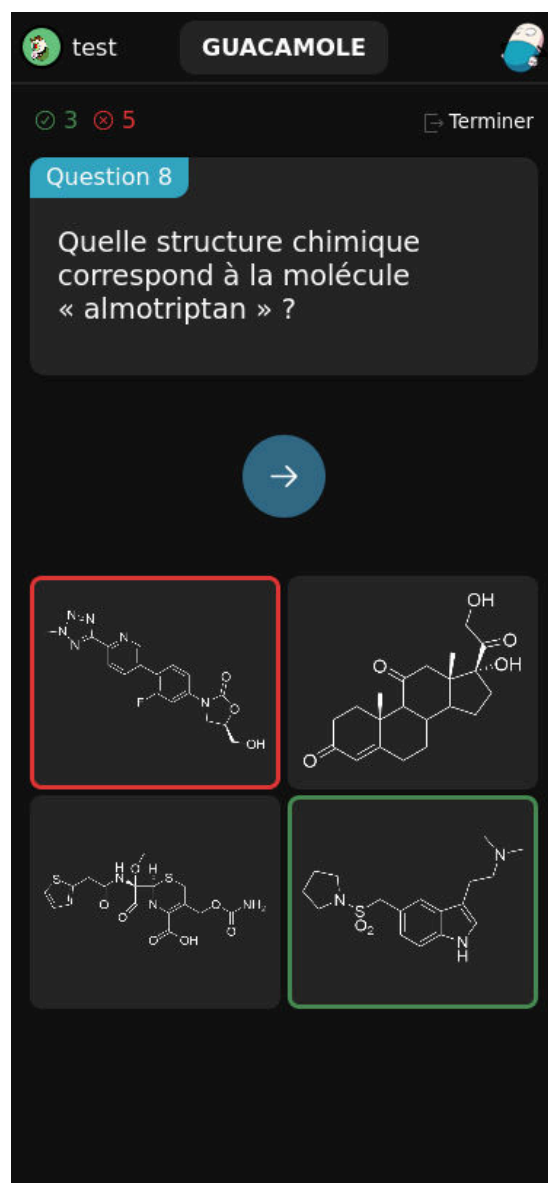 test
GUACAMOLE
3 5
Terminer
Question 8
Quelle structure chimique
correspond à la molécule
« almotriptan » ?
N=N
N
N
N
N
F
N
O
O
OH
OH
O
OH
O
O
S
H
N
O
H
S
O
O
N
O
NH₂
O
O
OH
N
N
S
O₂
N
H